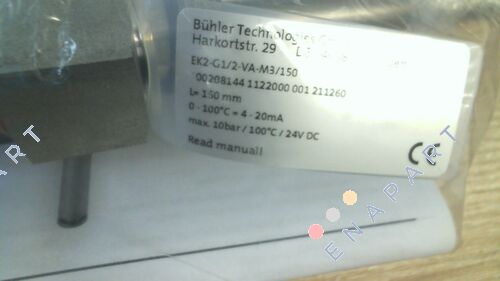 Bühler Technologies
Harkortstr. 29
EK2-G1/2-VA-M3/150
00208144 1122000 001 211260
L= 150 mm
0 - 100°C = 4 - 20mA
max. 10bar / 100°C / 24V DC
Read manual!
CE
ENAPART